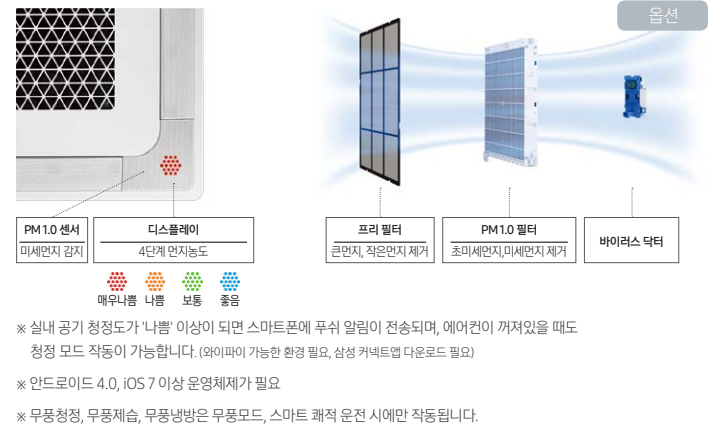 옵션
PM 1.0 센서
미세먼지 감지
디스플레이
4단계 먼지농도
프리 필터
큰먼지, 작은먼지 제거
PM1.0 필터
초미세먼지,미세먼지 제거
바이러스 닥터
매우나쁨 나쁨 보통 좋음
※ 실내 공기 청정도가 '나쁨' 이상이 되면 스마트폰에 푸쉬 알림이 전송되며, 에어컨이 꺼져있을 때도
청정 모드 작동이 가능합니다. (와이파이 가능한 환경 필요, 삼성 커넥트앱 다운로드 필요)
※ 안드로이드 4.0, iOS 7 이상 운영체제가 필요
※ 무풍청정, 무풍제습, 무풍냉방은 무풍모드, 스마트 쾌적 운전 시에만 작동됩니다.